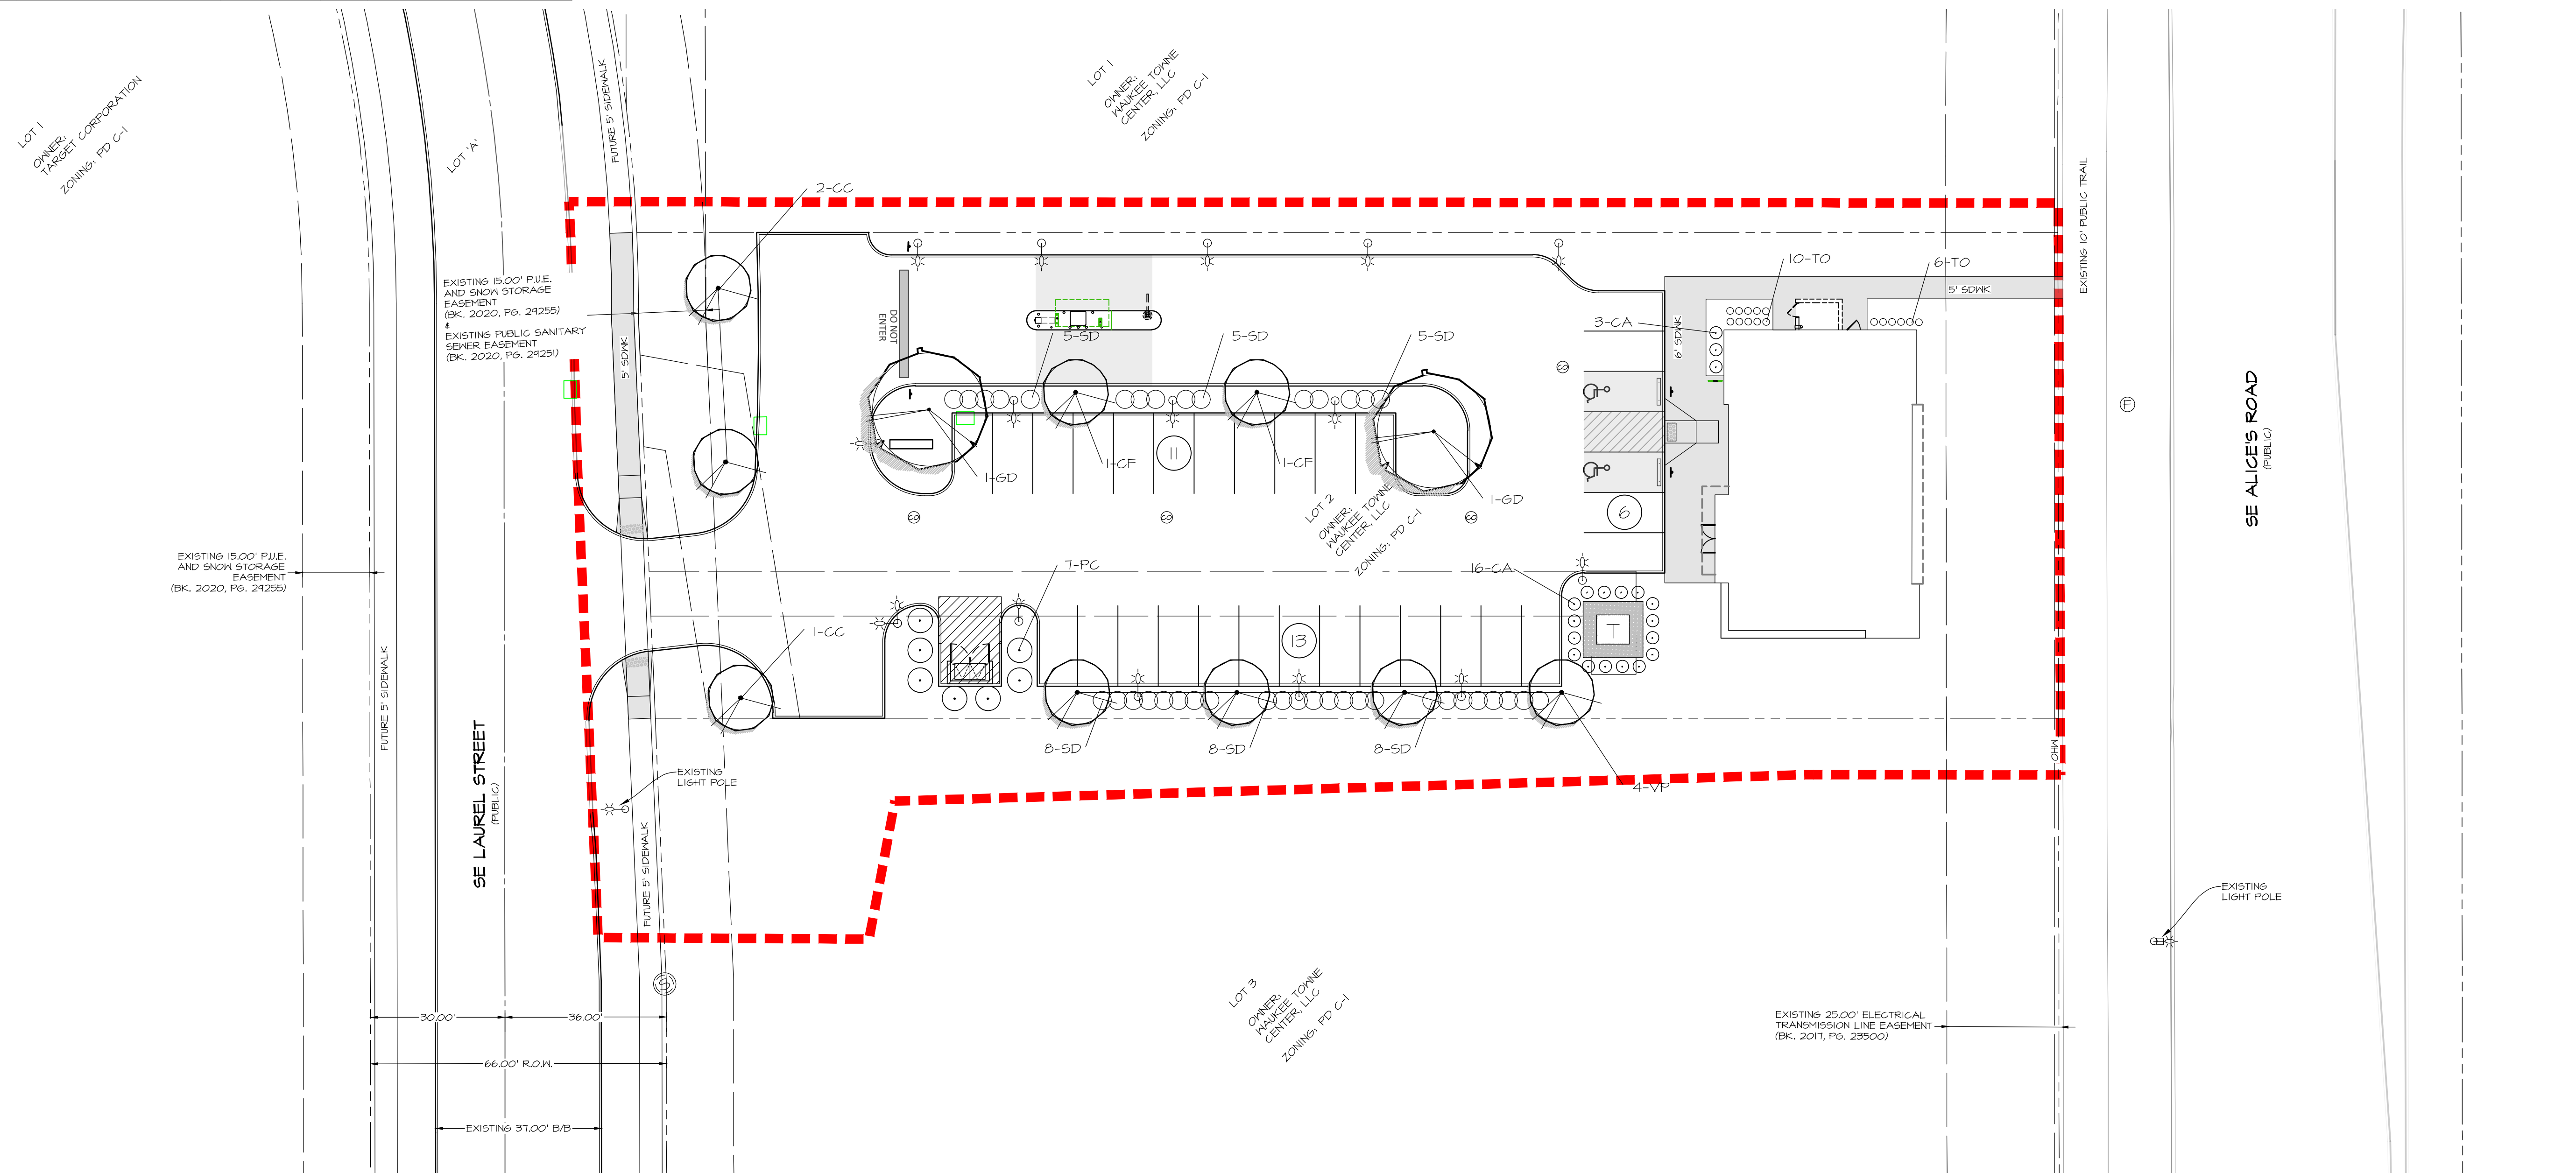 LOT 1
OWNER:
TARGET CORPORATION
ZONING: PD C-1
LOT 'A'
FUTURE 5' SIDEWALK
LOT 1
OWNER:
WAUKEE TOWNE
CENTER, LLC
ZONING: PD C-1
EXISTING 10' PUBLIC TRAIL
2-CC
EXISTING 15.00' P.U.E.
AND SNOW STORAGE
EASEMENT
(BK. 2020, PG. 29255)
&
EXISTING PUBLIC SANITARY
SEWER EASEMENT
(BK. 2020, PG. 29251)
5' SDWK
DO NOT
ENTER
5-SD
5-SD
5-SD
3-CA
6' SDWK
10-TO
6-TO
5' SDWK
CO
11
1-GD
1-CF
1-CF
1-GD
CO
CO
CO
6
LOT 2
OWNER:
WAUKEE TOWNE
CENTER, LLC
ZONING: PD C-1
F
SE ALICE'S ROAD
(PUBLIC)
EXISTING 15.00' P.U.E.
AND SNOW STORAGE
EASEMENT
(BK. 2020, PG. 29255)
FUTURE 5' SIDEWALK
7-PC
16-CA
1-CC
13
T
8-SD
8-SD
8-SD
4-VP
MHO
SE LAUREL STREET
(PUBLIC)
EXISTING
LIGHT POLE
FUTURE 5' SIDEWALK
S
EXISTING
LIGHT POLE
LOT 3
OWNER:
WAUKEE TOWNE
CENTER, LLC
ZONING: PD C-1
30.00'
36.00'
66.00' R.O.W.
EXISTING 37.00' B/B
EXISTING 25.00' ELECTRICAL
TRANSMISSION LINE EASEMENT
(BK. 2017, PG. 23500)